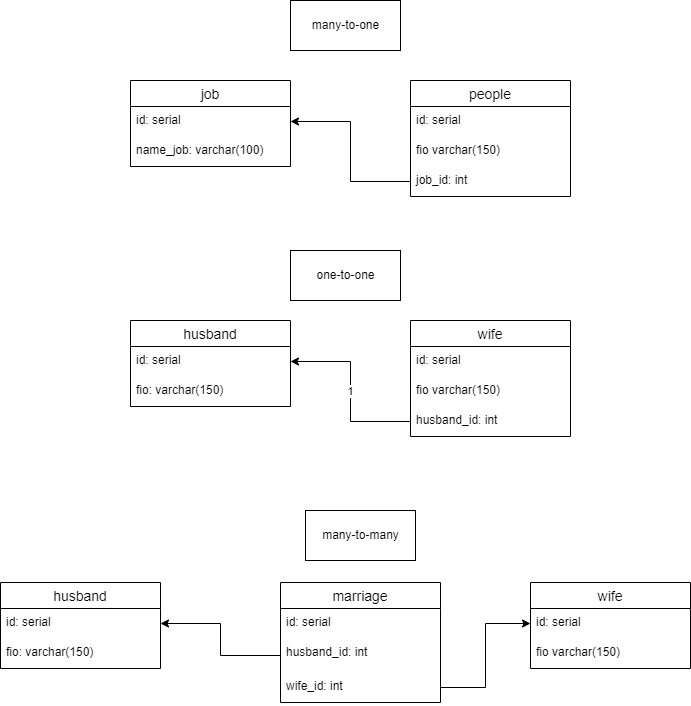 many-to-one
job
people
id: serial
id: serial
name_job: varchar(100)
fio varchar(150)
job_id: int
one-to-one
husband
wife
id: serial
id: serial
fio: varchar(150)
fio varchar(150)
1
husband_id: int
many-to-many
husband
marriage
wife
id: serial
id: serial
id: serial
fio: varchar(150)
husband_id: int
fio varchar(150)
wife_id: int